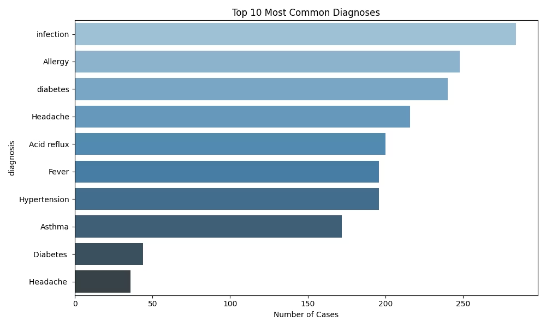 Top 10 Most Common Diagnoses
infection
Allergy
diabetes
Headache
Acid reflux
Fever
Hypertension
Asthma
Diabetes
Headache
diagnosis
0 50 100 150 200 250
Number of Cases